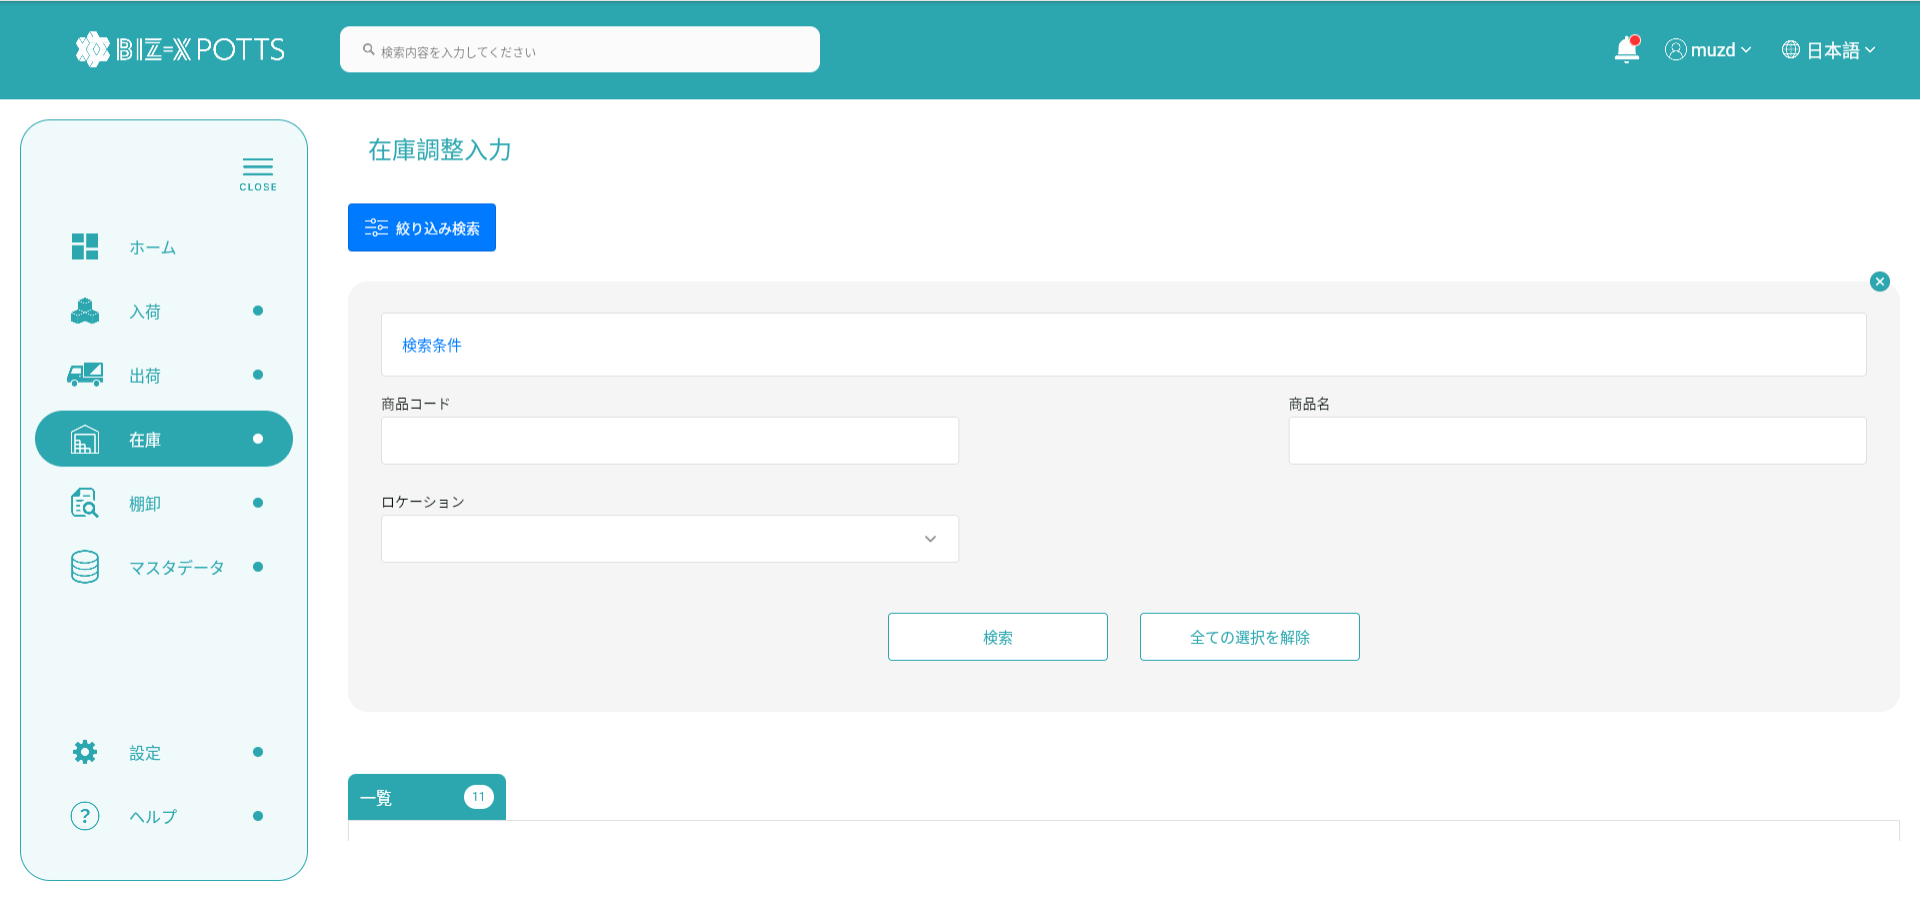 BIZ=X POTTS
検索内容を入力してください
muzd
日本語
CLOSE
ホーム
入荷
出荷
在庫
棚卸
マスタデータ
設定
?
ヘルプ
在庫調整入力
絞り込み検索
検索条件
商品コード
商品名
ロケーション
検索
全ての選択を解除
一覧
11